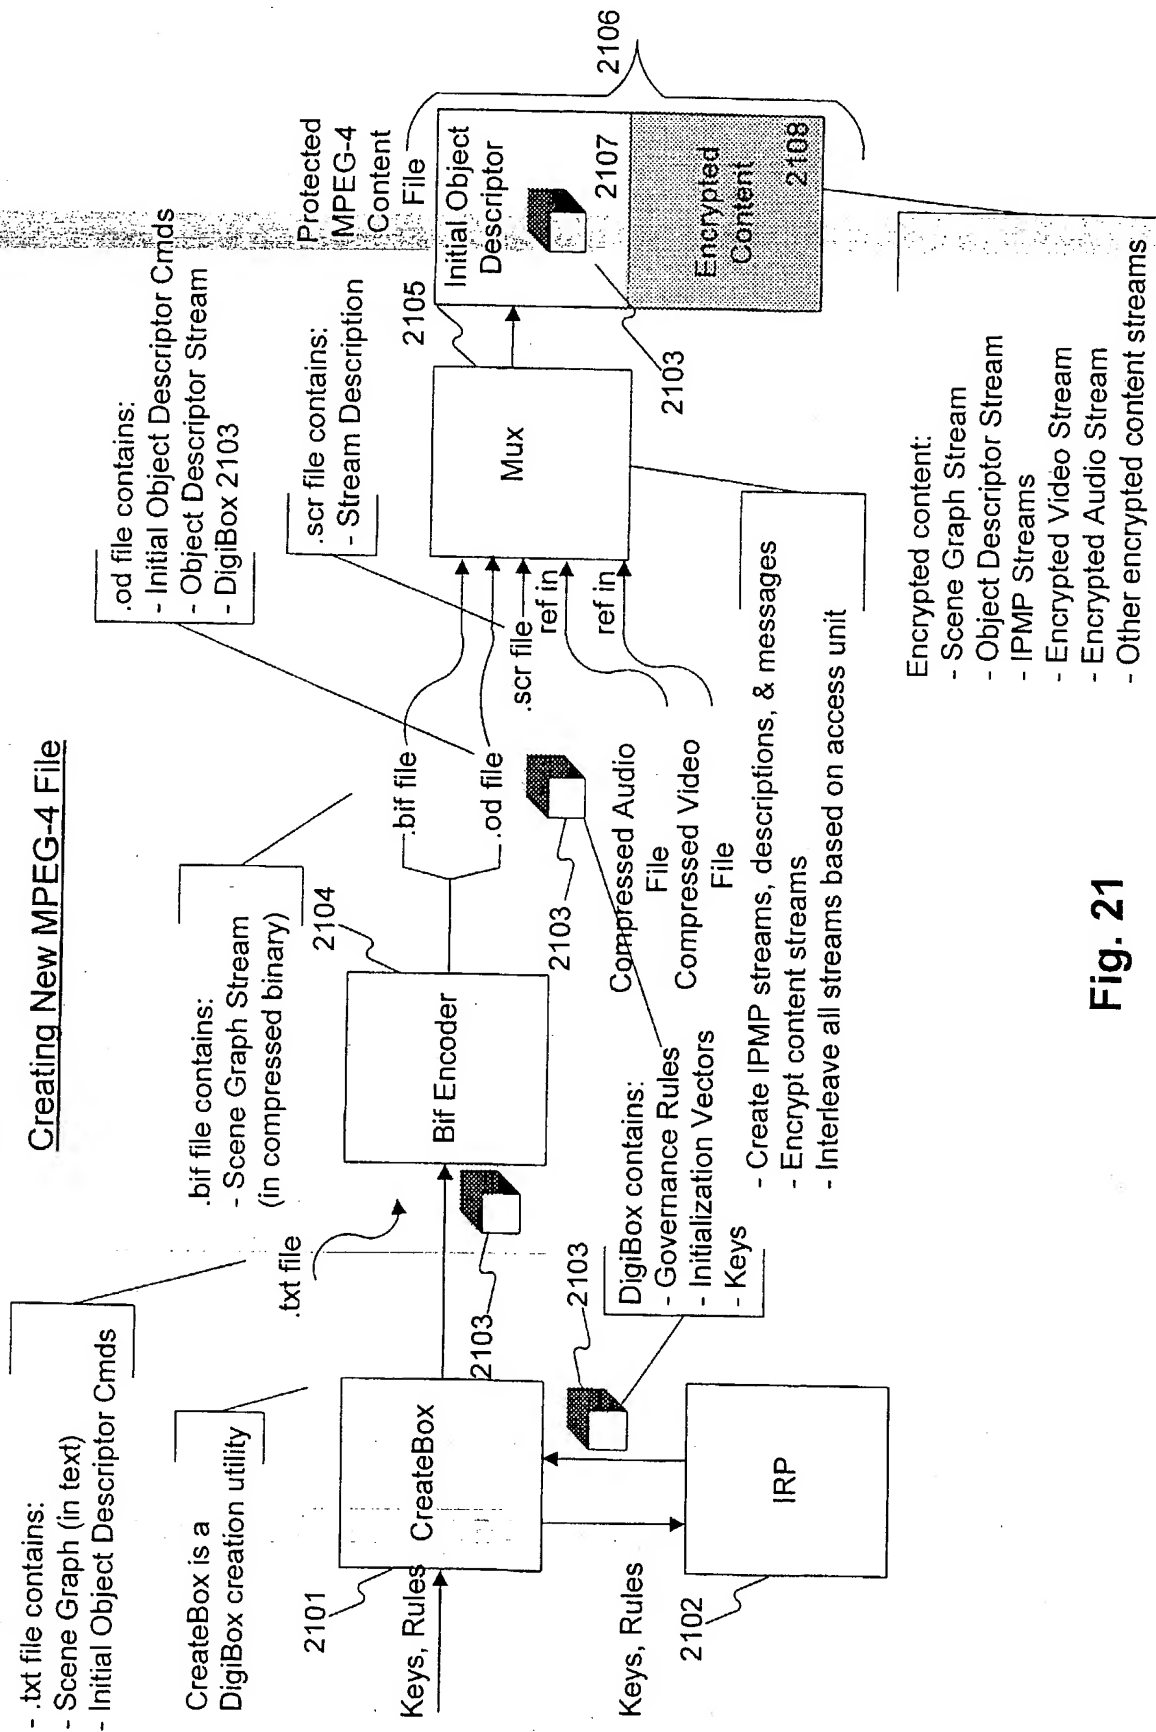 Creating New MPEG-4 File
- .txt file contains:
- Scene Graph (in text)
- Initial Object Descriptor Cmds
CreateBox is a
DigiBox creation utility
.bif file contains:
- Scene Graph Stream
(in compressed binary)
.od file contains:
- Initial Object Descriptor Cmds
- Object Descriptor Stream
- DigiBox 2103
.scr file contains:
- Stream Description
Protected
MPEG-4
Content
File
2106
2101
Keys, Rules
CreateBox
.txt file
2103
2104
Bif Encoder
.bif file
.od file
.scr file
ref in
ref in
2105
Mux
Initial Object
Descriptor
2107
Encrypted
Content
2108
2103
2103
Compressed Audio
File
Compressed Video
File
Keys, Rules
2102
IRP
2103
DigiBox contains:
- Governance Rules
- Initialization Vectors
- Keys
- Create IPMP streams, descriptions, & messages
- Encrypt content streams
- Interleave all streams based on access unit
Encrypted content:
- Scene Graph Stream
- Object Descriptor Stream
- IPMP Streams
- Encrypted Video Stream
- Encrypted Audio Stream
- Other encrypted content streams
Fig. 21